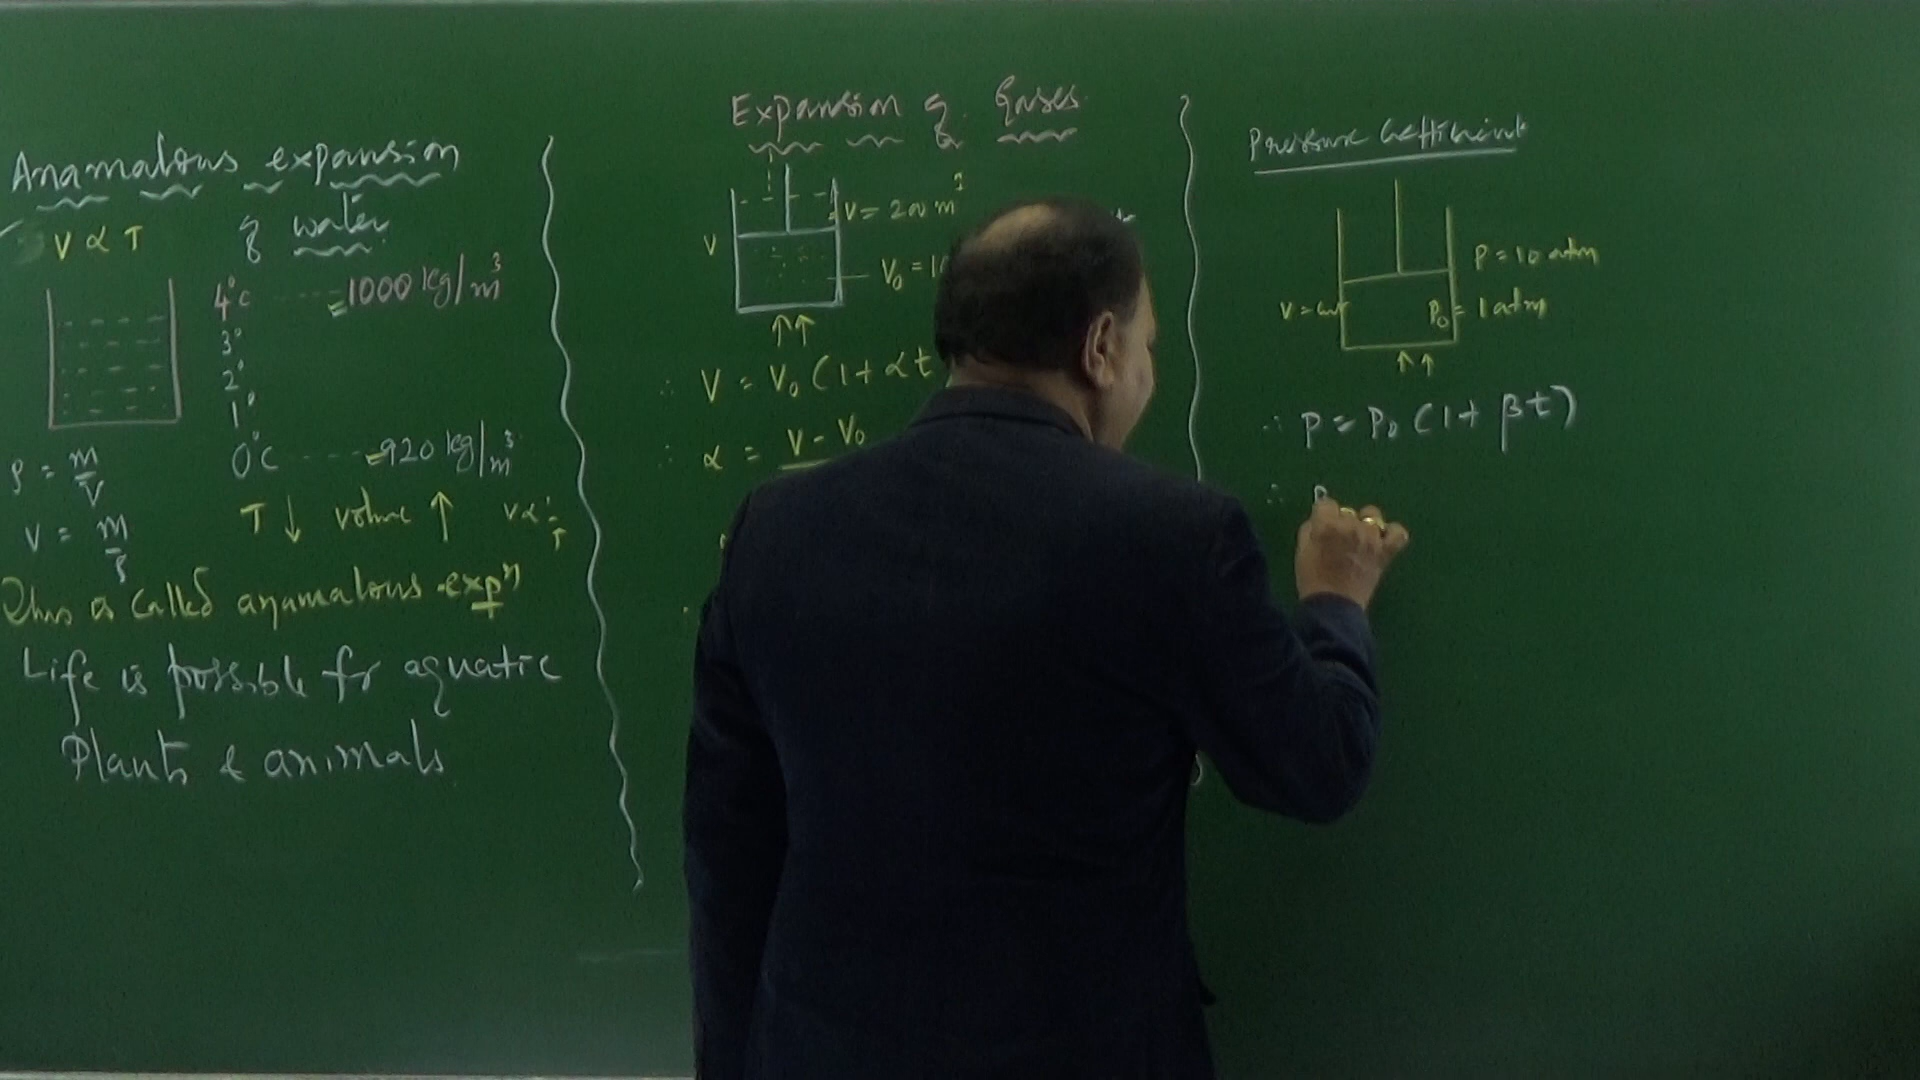 Anamalous expansion
of water
V ∝ T
4°C ---- 1000 kg/m³
3°
2°
1°
0°C ---- 920 kg/m³
ρ = m/V
V = m/ρ
T ↓ volume ↑ V ∝ 1/T
This is called anamalous expⁿ
Life is possible for aquatic
Plants & animals
Expansion of Gases
V = 200 m³
V
V₀ = 1
∴ V = V₀ (1 + αt
∴ α = V - V₀
Pressure Coefficient
P = 10 atm
V =
P₀ = 1 atm
∴ P = P₀ (1 + βt)
∴